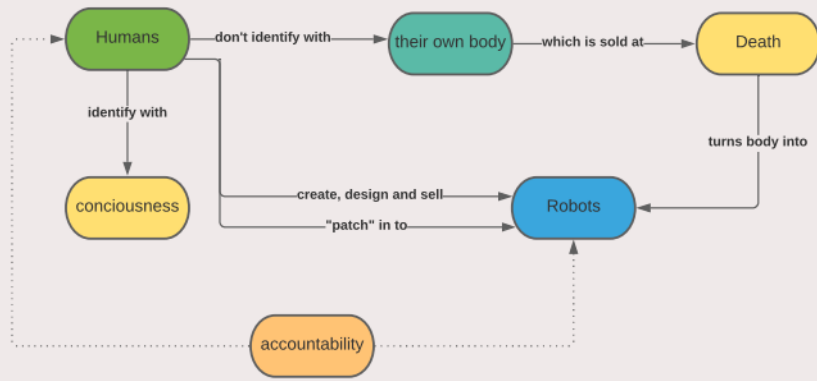 Humans
don't identify with
their own body
which is sold at
Death
identify with
turns body into
conciousness
create, design and sell
Robots
"patch" in to
accountability